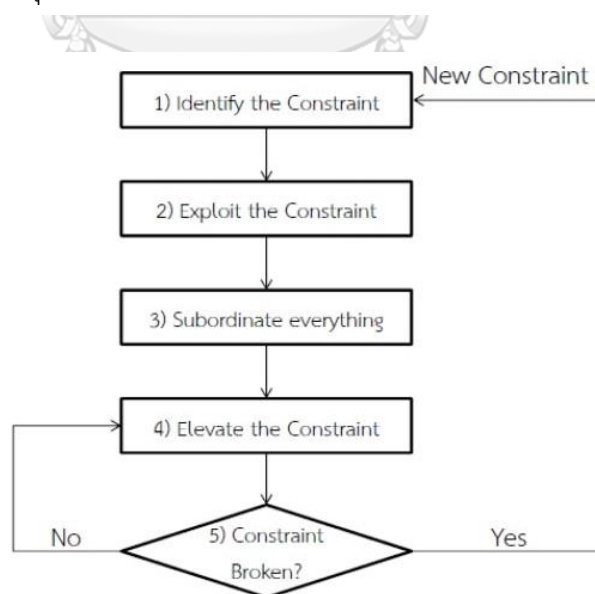 New Constraint
1) Identify the Constraint
2) Exploit the Constraint
3) Subordinate everything
4) Elevate the Constraint
No
5) Constraint
Broken?
Yes